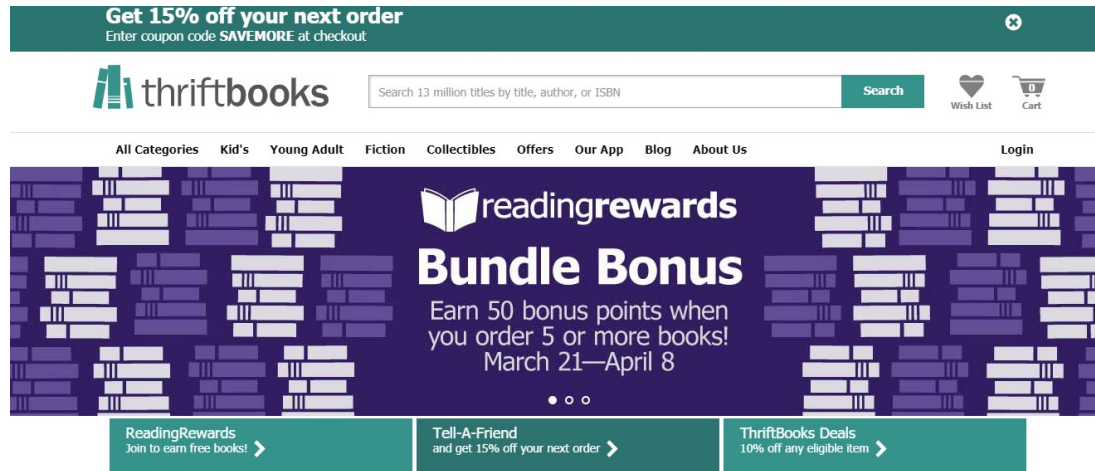 Get 15% off your next order
Enter coupon code SAVEMORE at checkout
thriftbooks
Search 13 million titles by title, author, or ISBN
Search
Wish List
0
Cart
All Categories Kid's Young Adult Fiction Collectibles Offers Our App Blog About Us Login
readingrewards
Bundle Bonus
Earn 50 bonus points when
you order 5 or more books!
March 21—April 8
ReadingRewards
Join to earn free books!
Tell-A-Friend
and get 15% off your next order
ThriftBooks Deals
10% off any eligible item